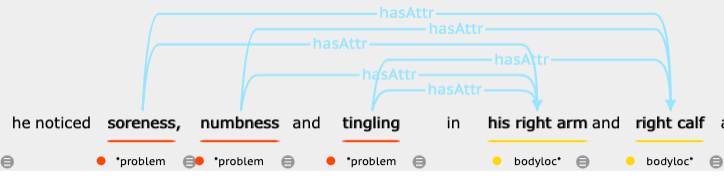 hasAttr
hasAttr
hasAttr
hasAttr
hasAttr
hasAttr
he noticed soreness, numbness and tingling in his right arm and right calf
*problem *problem *problem bodyloc* bodyloc*